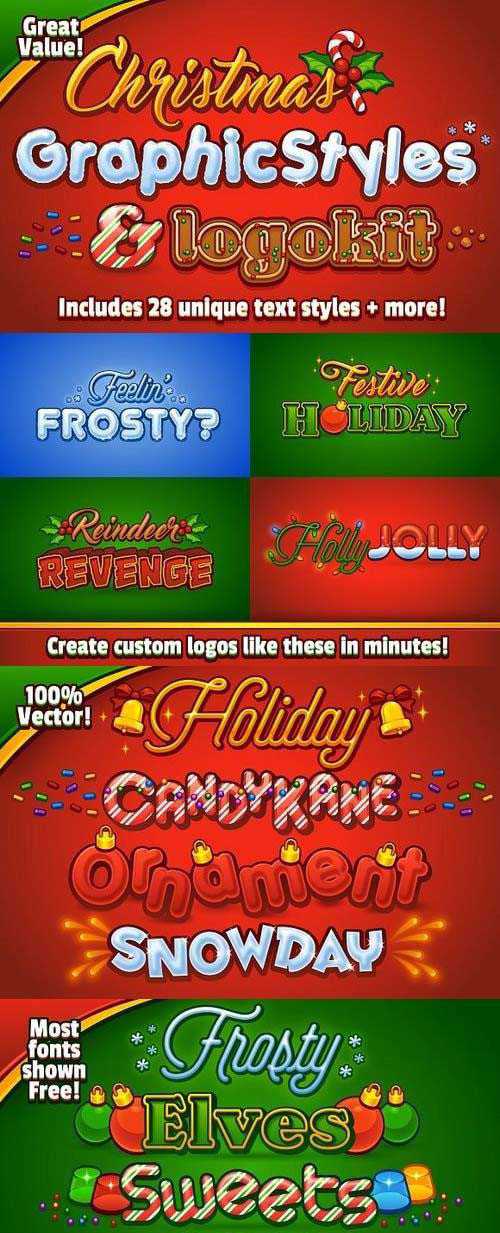 Great
Value!
Christmas
GraphicStyles
& logokit
Includes 28 unique text styles + more!
Feelin'
FROSTY?
Festive
HOLIDAY
Reindeer
REVENGE
Holly JOLLY
Create custom logos like these in minutes!
100%
Vector!
Holiday
CANDYKANE
Ornament
SNOWDAY
Most
fonts
shown
Free!
Frosty
Elves
Sweets